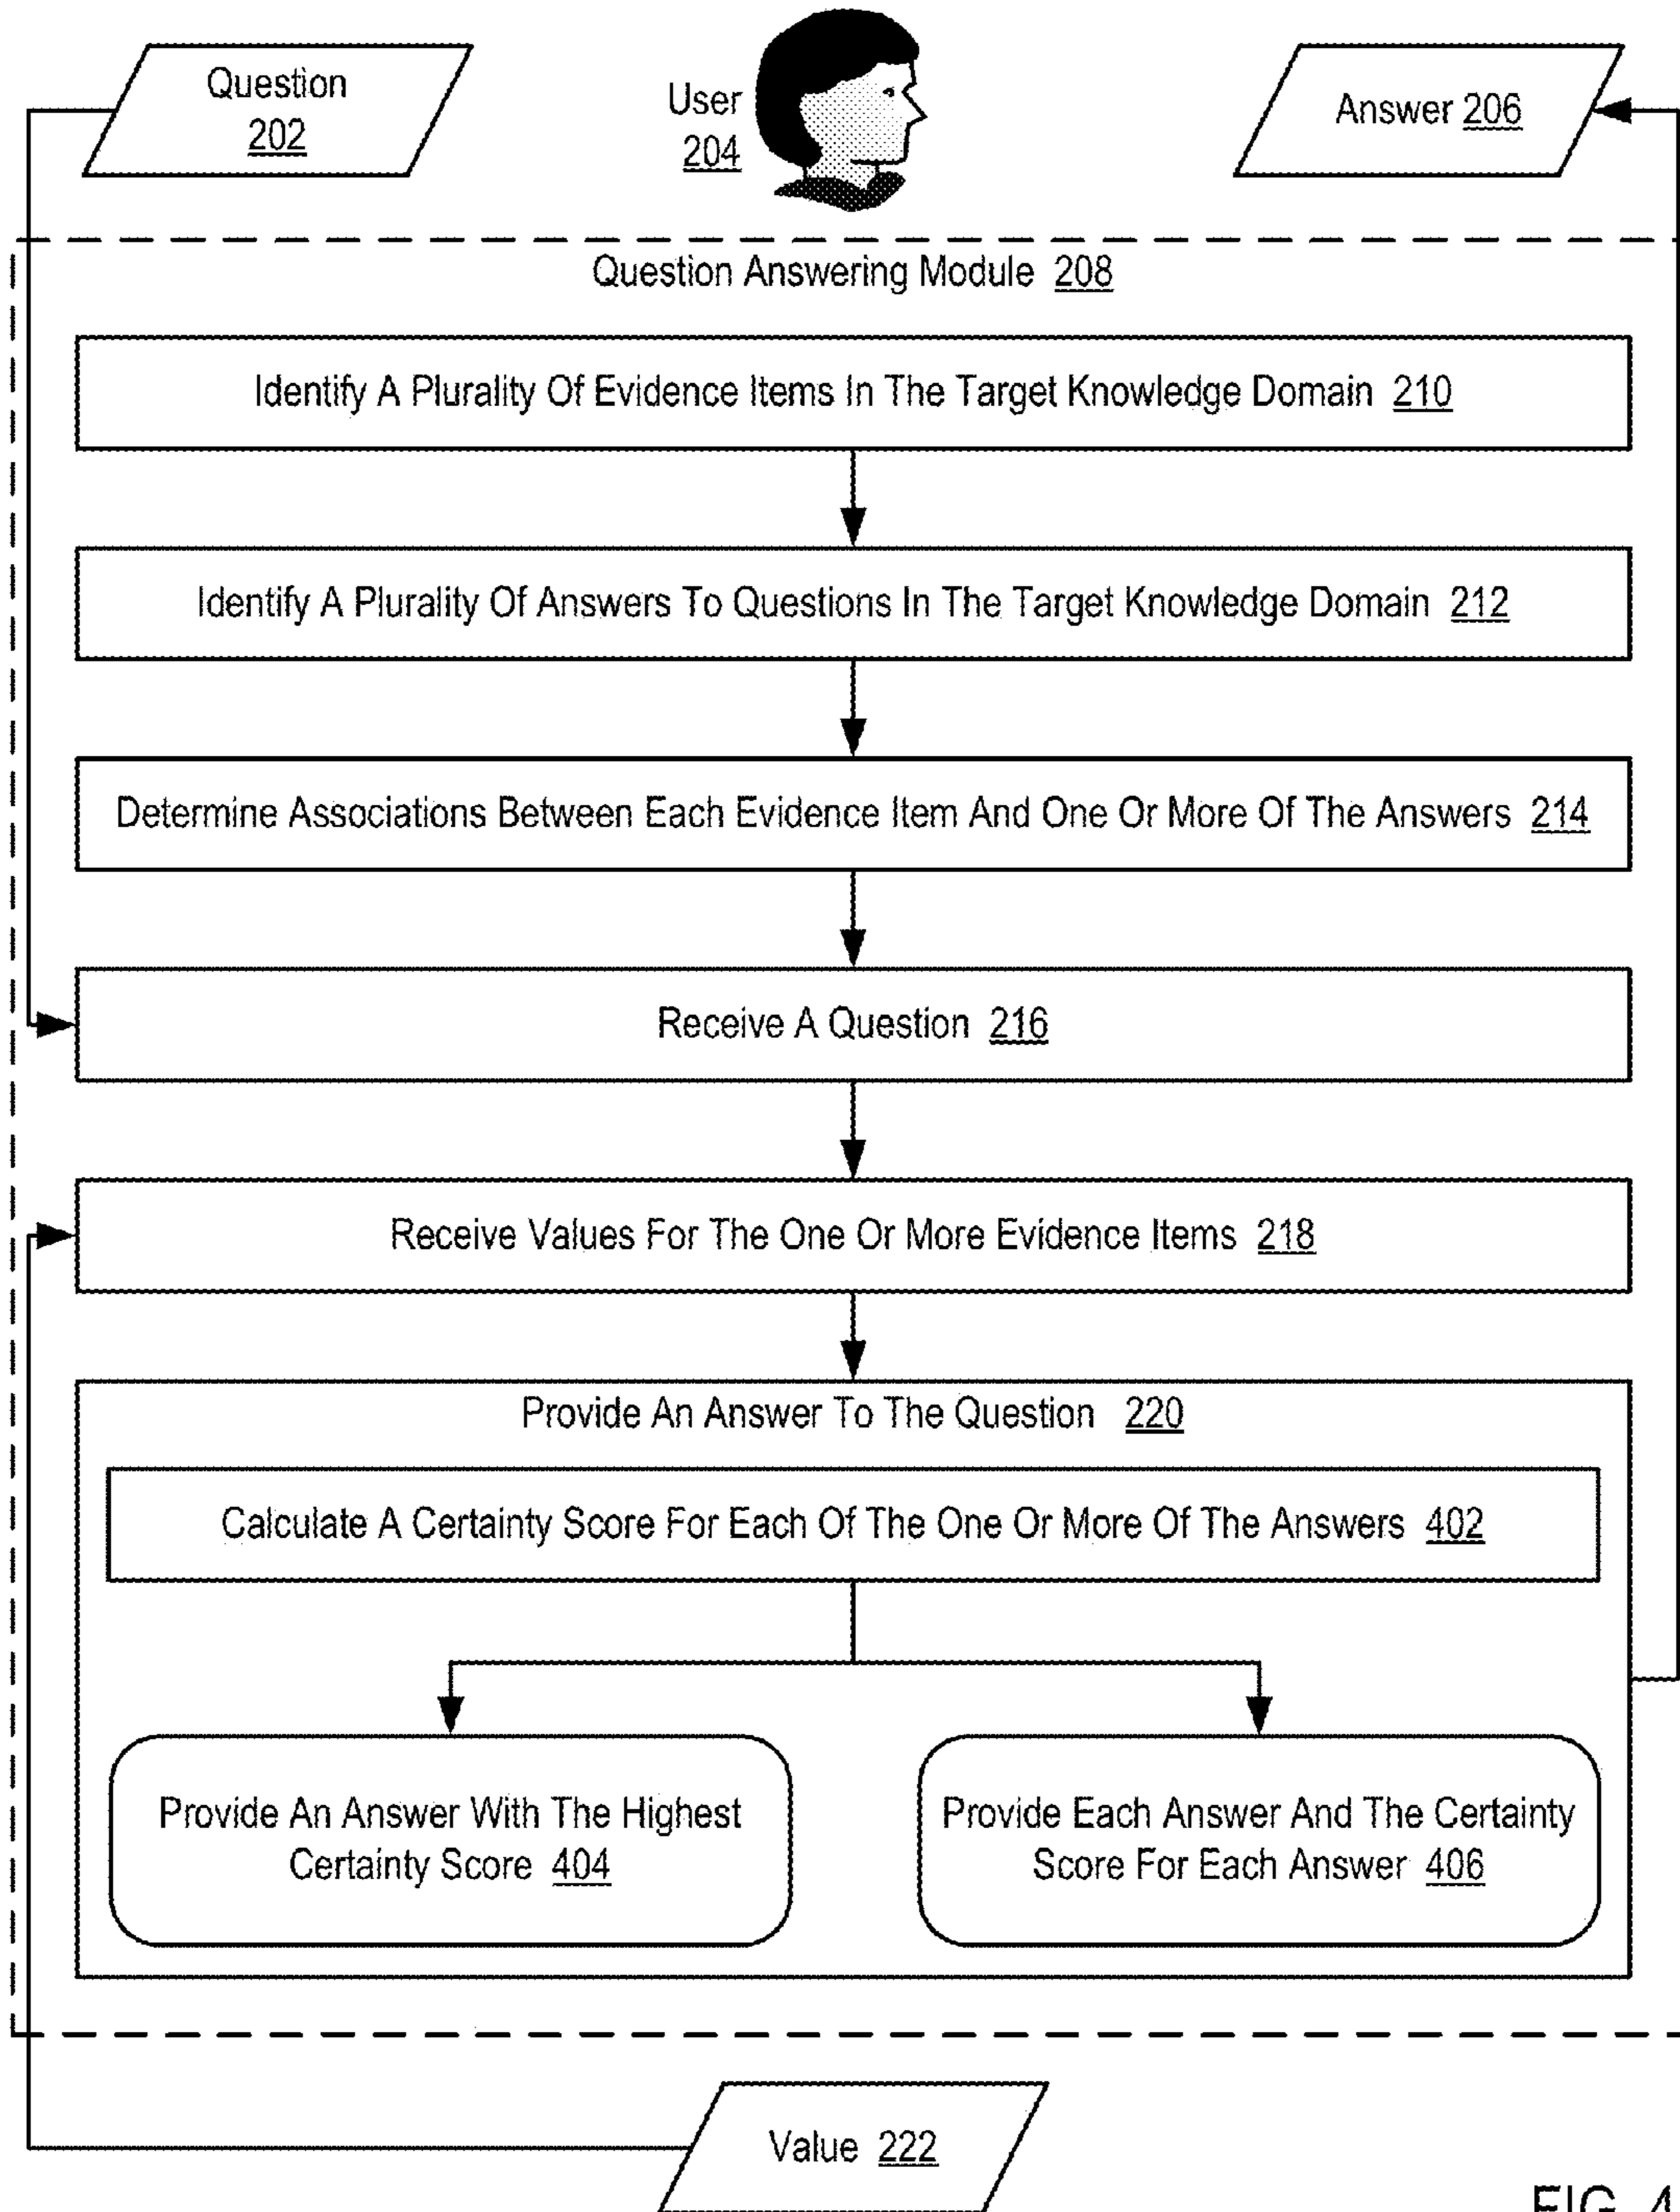 Question
202
User
204
Answer 206
Question Answering Module 208
Identify A Plurality Of Evidence Items In The Target Knowledge Domain 210
Identify A Plurality Of Answers To Questions In The Target Knowledge Domain 212
Determine Associations Between Each Evidence Item And One Or More Of The Answers 214
Receive A Question 216
Receive Values For The One Or More Evidence Items 218
Provide An Answer To The Question 220
Calculate A Certainty Score For Each Of The One Or More Of The Answers 402
Provide An Answer With The Highest
Certainty Score 404
Provide Each Answer And The Certainty
Score For Each Answer 406
Value 222
FIG. 4